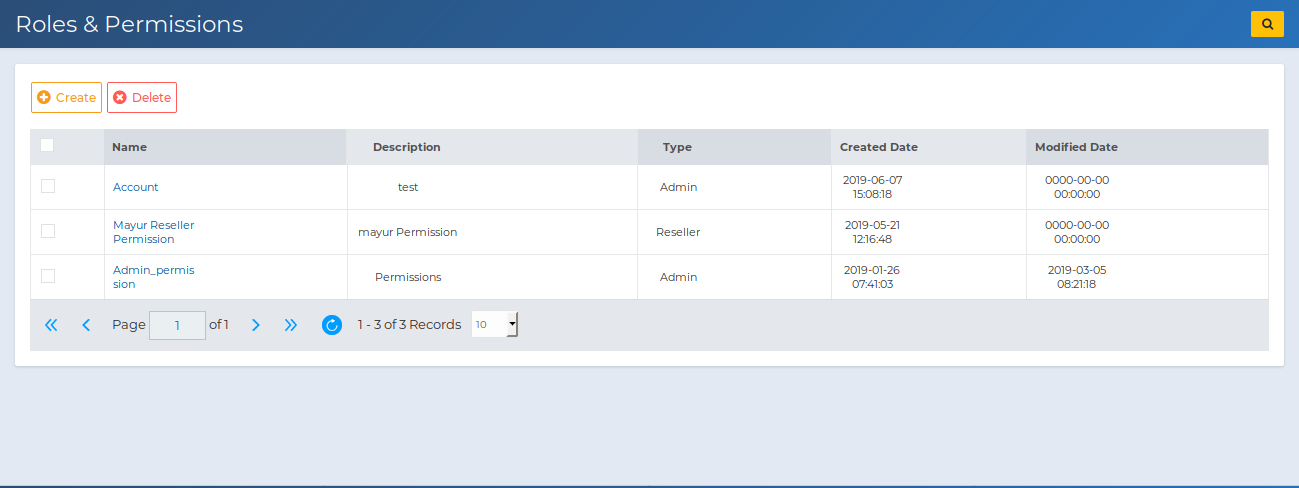 Roles & Permissions
Create Delete
Name Description Type Created Date Modified Date
Account test Admin 2019-06-07 15:08:18 0000-00-00 00:00:00
Mayur Reseller Permission mayur Permission Reseller 2019-05-21 12:16:48 0000-00-00 00:00:00
Admin_permission Permissions Admin 2019-01-26 07:41:03 2019-03-05 08:21:18
Page 1 of 1 1 - 3 of 3 Records 10